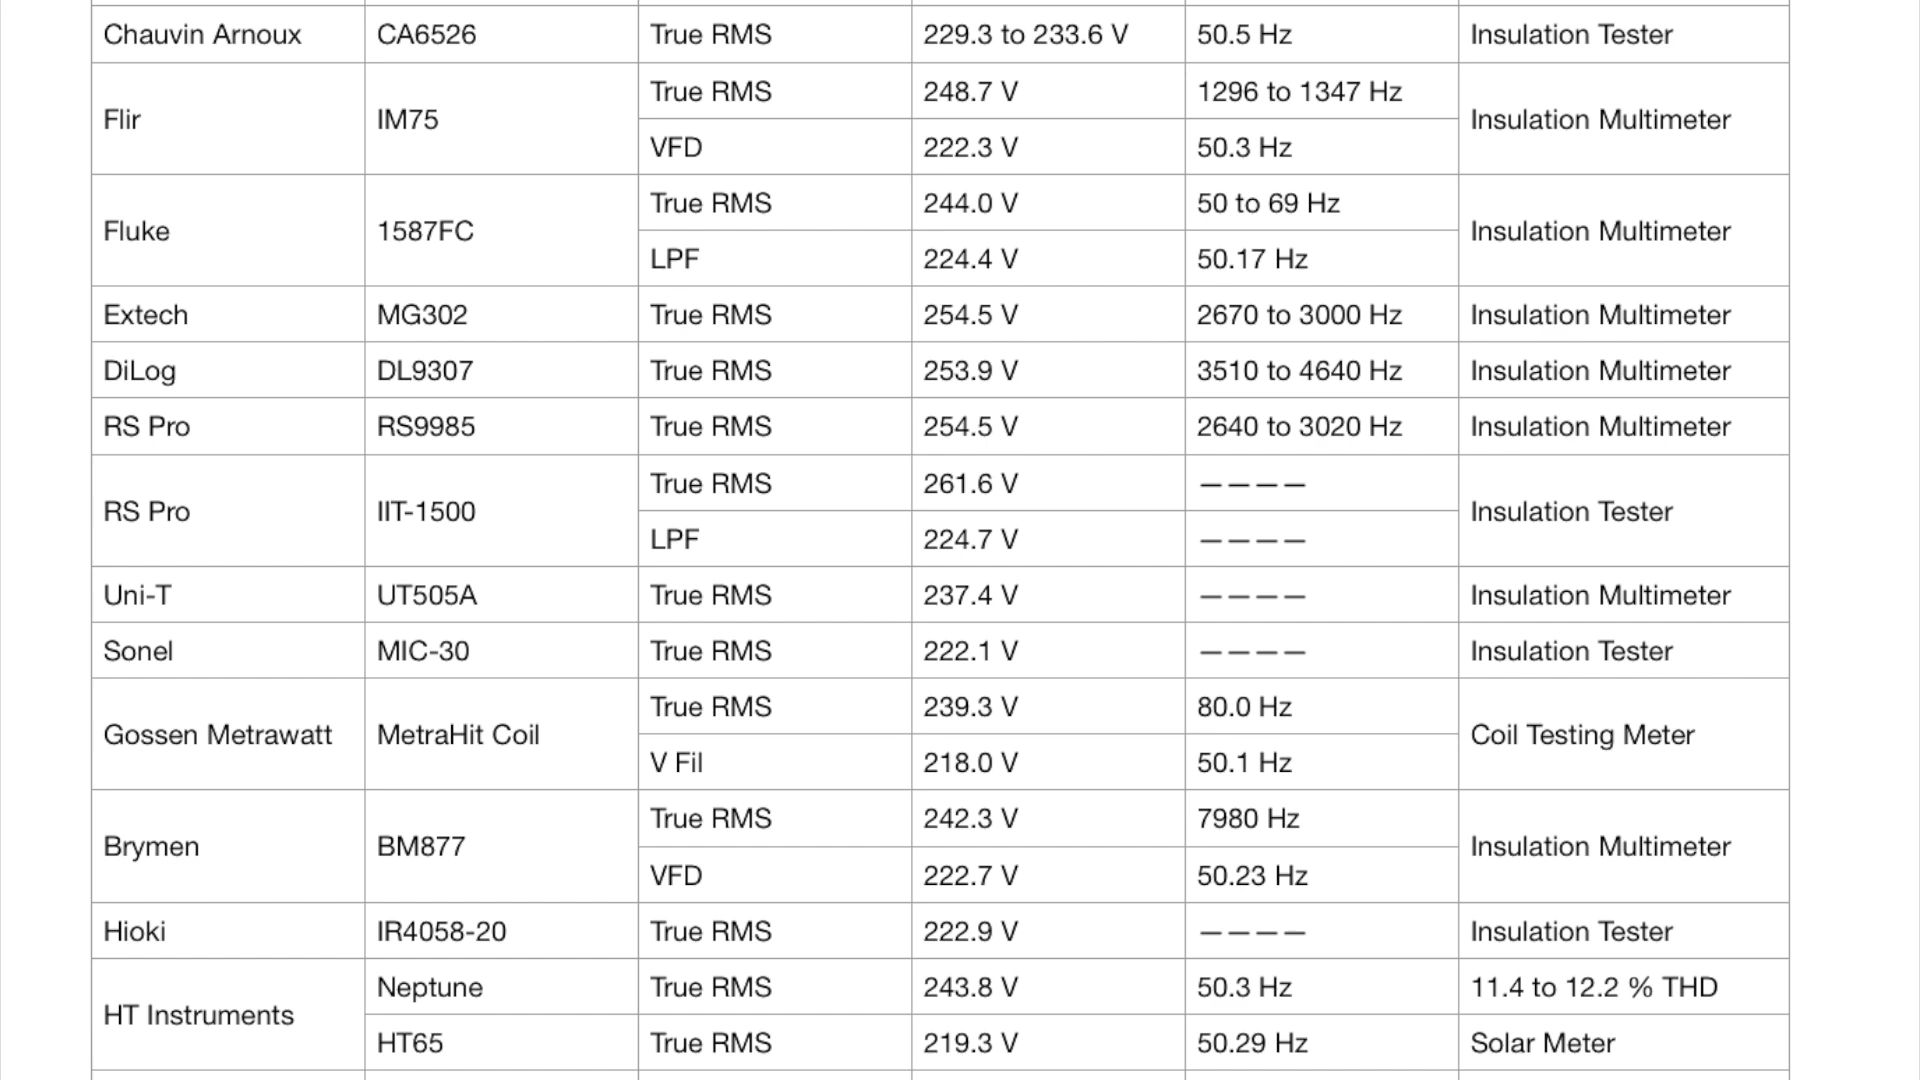 Chauvin Arnoux CA6526 True RMS 229.3 to 233.6 V 50.5 Hz Insulation Tester
Flir IM75 True RMS 248.7 V 1296 to 1347 Hz Insulation Multimeter
VFD 222.3 V 50.3 Hz
Fluke 1587FC True RMS 244.0 V 50 to 69 Hz Insulation Multimeter
LPF 224.4 V 50.17 Hz
Extech MG302 True RMS 254.5 V 2670 to 3000 Hz Insulation Multimeter
DiLog DL9307 True RMS 253.9 V 3510 to 4640 Hz Insulation Multimeter
RS Pro RS9985 True RMS 254.5 V 2640 to 3020 Hz Insulation Multimeter
RS Pro IIT-1500 True RMS 261.6 V ———— Insulation Tester
LPF 224.7 V ————
Uni-T UT505A True RMS 237.4 V ———— Insulation Multimeter
Sonel MIC-30 True RMS 222.1 V ———— Insulation Tester
Gossen Metrawatt MetraHit Coil True RMS 239.3 V 80.0 Hz Coil Testing Meter
V Fil 218.0 V 50.1 Hz
Brymen BM877 True RMS 242.3 V 7980 Hz Insulation Multimeter
VFD 222.7 V 50.23 Hz
Hioki IR4058-20 True RMS 222.9 V ———— Insulation Tester
HT Instruments Neptune True RMS 243.8 V 50.3 Hz 11.4 to 12.2 % THD
HT65 True RMS 219.3 V 50.29 Hz Solar Meter